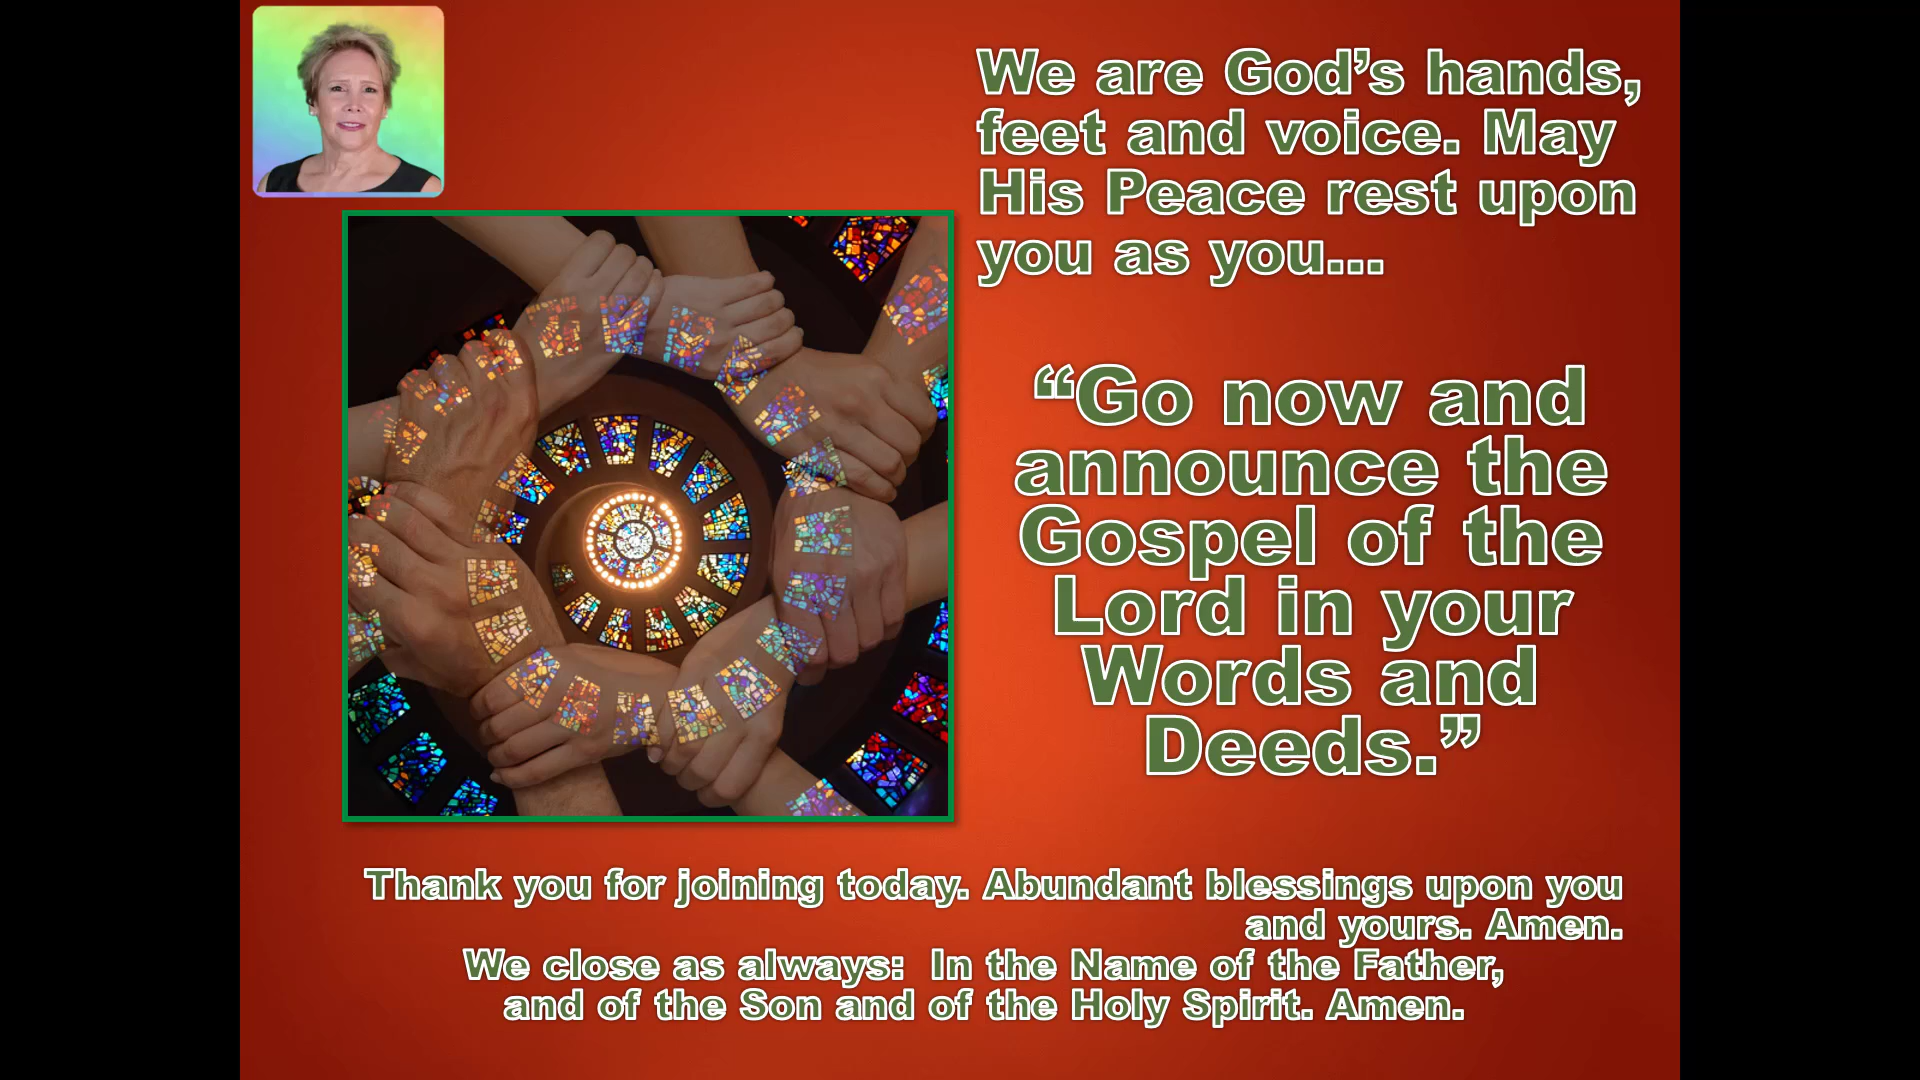 We are God’s hands,
feet and voice. May
His Peace rest upon
you as you...
“Go now and
announce the
Gospel of the
Lord in your
Words and
Deeds.”
Thank you for joining today. Abundant blessings upon you
and yours. Amen.
We close as always:  In the Name of the Father,
and of the Son and of the Holy Spirit. Amen.